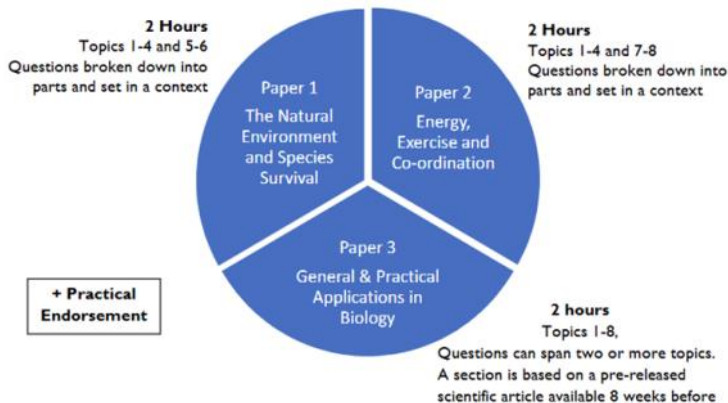 2 Hours
Topics 1-4 and 5-6
Questions broken down into
parts and set in a context
Paper 1
The Natural
Environment
and Species
Survival
2 Hours
Topics 1-4 and 7-8
Questions broken down into
parts and set in a context
Paper 2
Energy,
Exercise and
Co-ordination
Paper 3
General & Practical
Applications in
Biology
+ Practical
Endorsement
2 hours
Topics 1-8,
Questions can span two or more topics.
A section is based on a pre-released
scientific article available 8 weeks before